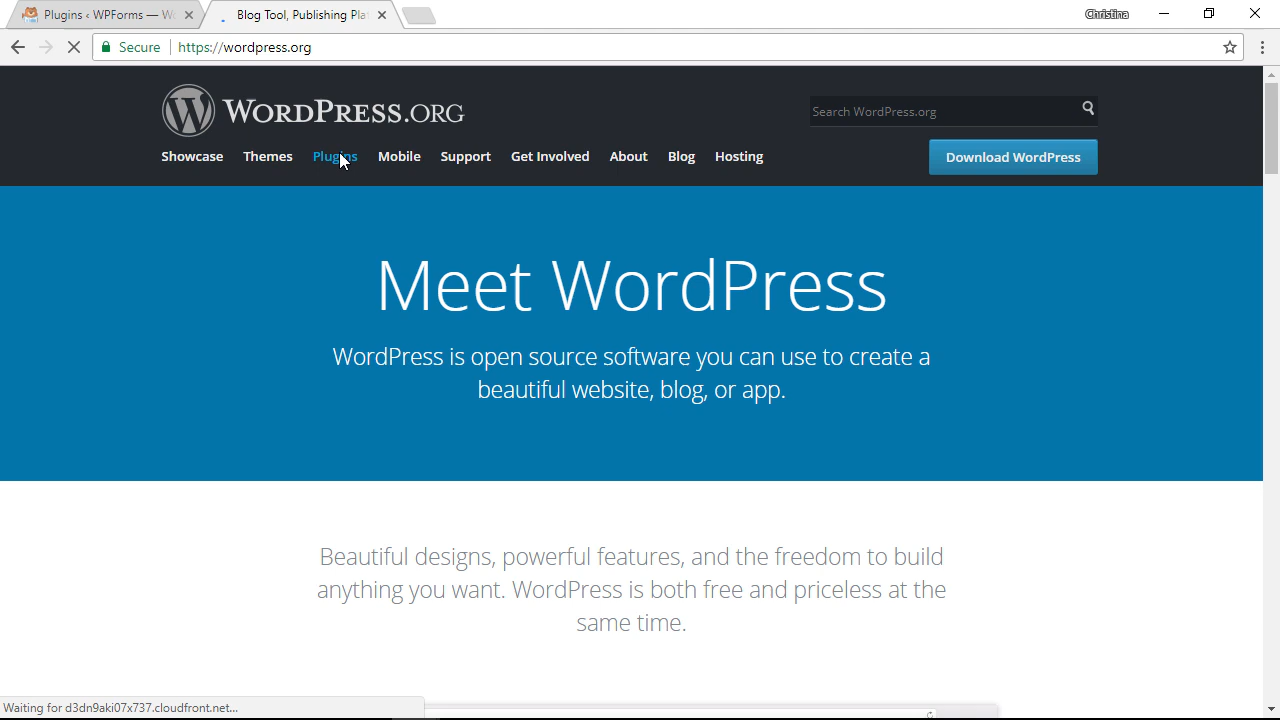 Plugins ‹ WPForms — Wo
Blog Tool, Publishing Pla
Christina
Secure
https://wordpress.org
WORDPRESS.ORG
Search WordPress.org
Showcase
Themes
Plugins
Mobile
Support
Get Involved
About
Blog
Hosting
Download WordPress
Meet WordPress
WordPress is open source software you can use to create a
beautiful website, blog, or app.
Beautiful designs, powerful features, and the freedom to build
anything you want. WordPress is both free and priceless at the
same time.
Waiting for d3dn9aki07x737.cloudfront.net...